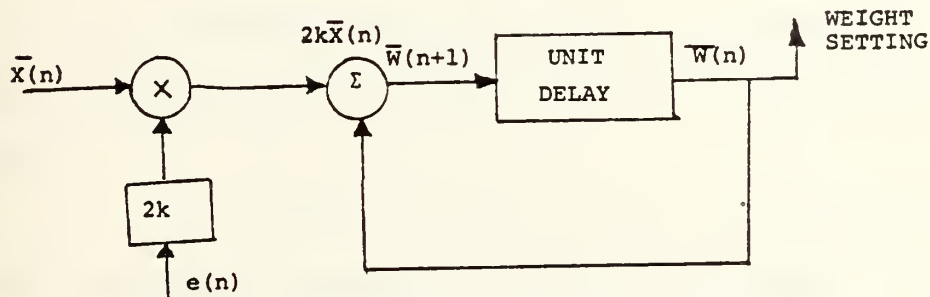 WEIGHT
SETTING
2kX̅(n)
X̅(n)
×
Σ
W̅(n+1)
UNIT
DELAY
W̅(n)
2k
e(n)